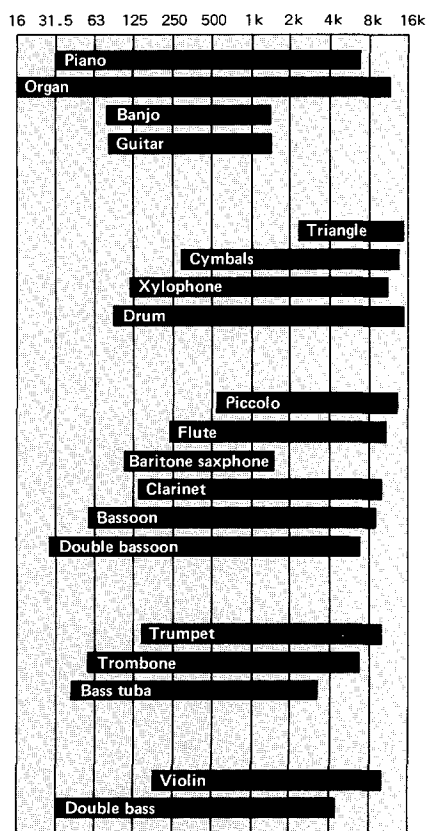 16 31.5 63 125 250 500 1k 2k 4k 8k 16k
Piano
Organ
Banjo
Guitar
Triangle
Cymbals
Xylophone
Drum
Piccolo
Flute
Baritone saxphone
Clarinet
Bassoon
Double bassoon
Trumpet
Trombone
Bass tuba
Violin
Double bass